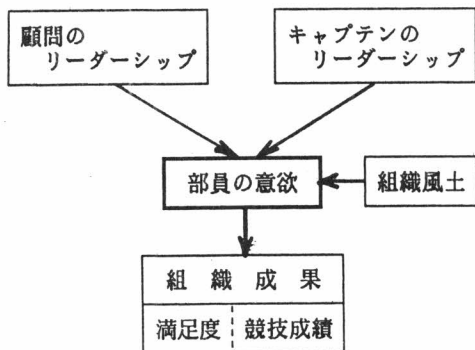 顧問の
リーダーシップ
キャプテンの
リーダーシップ
部員の意欲
組織風土
組織成果
満足度
競技成績